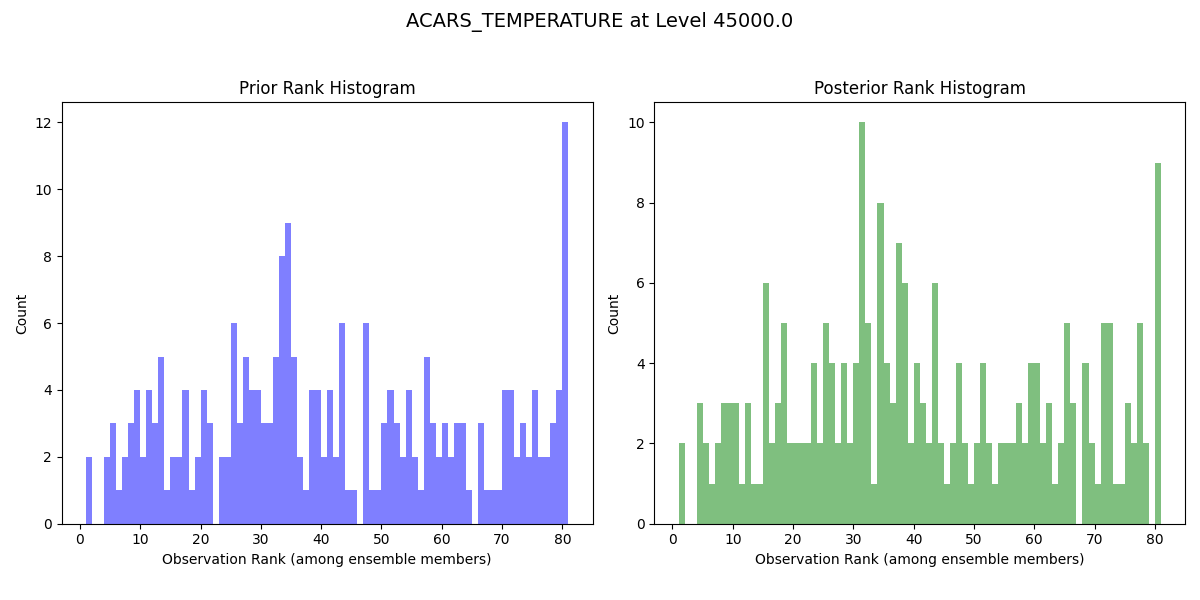 ACARS_TEMPERATURE at Level 45000.0
Prior Rank Histogram
Count
12
10
8
6
4
2
0
0 10 20 30 40 50 60 70 80
Observation Rank (among ensemble members)
Posterior Rank Histogram
Count
10
8
6
4
2
0
0 10 20 30 40 50 60 70 80
Observation Rank (among ensemble members)